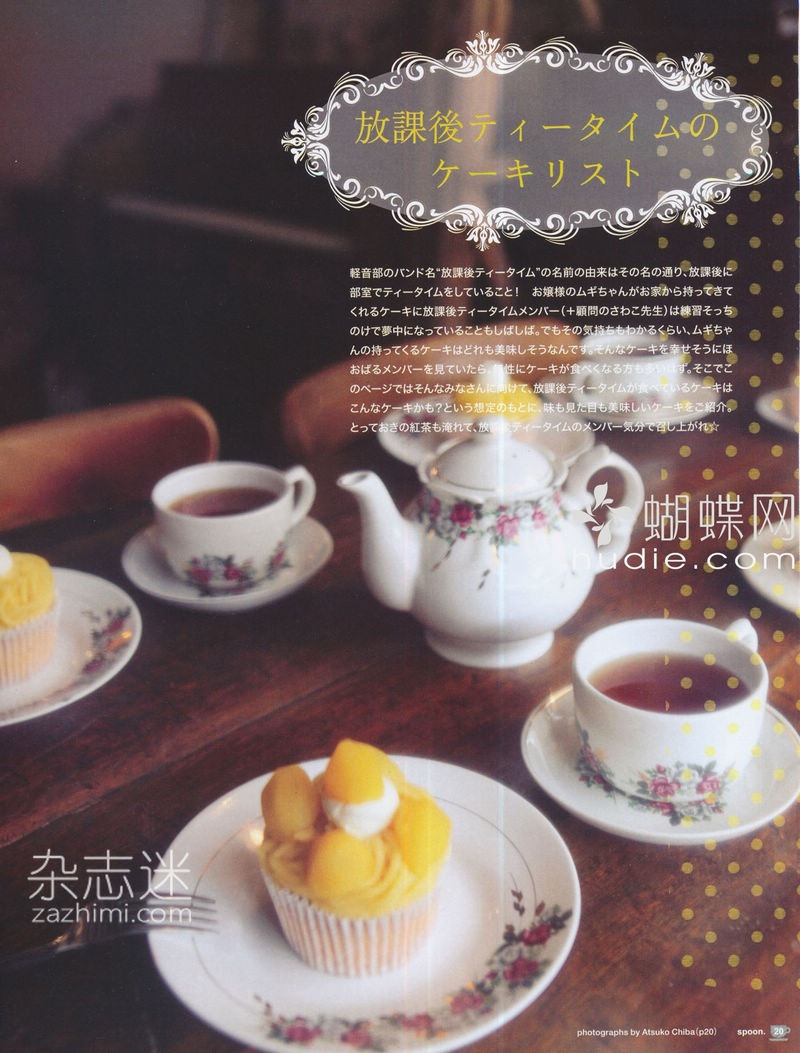 放課後ティータイムの
ケーキリスト
軽音部のバンド名“放課後ティータイム”の名前の由来はその名の通り、放課後に
部室でティータイムをしていること！　お嬢様のムギちゃんがお家から持ってきて
くれるケーキに放課後ティータイムメンバー（＋顧問のさわこ先生）は練習そっち
のけで夢中になっていることもしばしば。でもその気持ちもわかるくらい、ムギちゃ
んの持ってくるケーキはどれも美味しそうなんです。そんなケーキを幸せそうにほ
おばるメンバーを見ていたら、無性にケーキが食べくなる方も多いはず。そこでこ
のページではそんなみなさんに向けて、放課後ティータイムが食べているケーキは
こんなケーキかも？という想定のもとに、味も見た目も美味しいケーキをご紹介。
とっておきの紅茶も淹れて、放課後ティータイムのメンバー気分で召し上がれ☆
蝴蝶网
hudie.com
杂志迷
zazhimi.com
photographs by Atsuko Chiba(p20)
spoon. 20